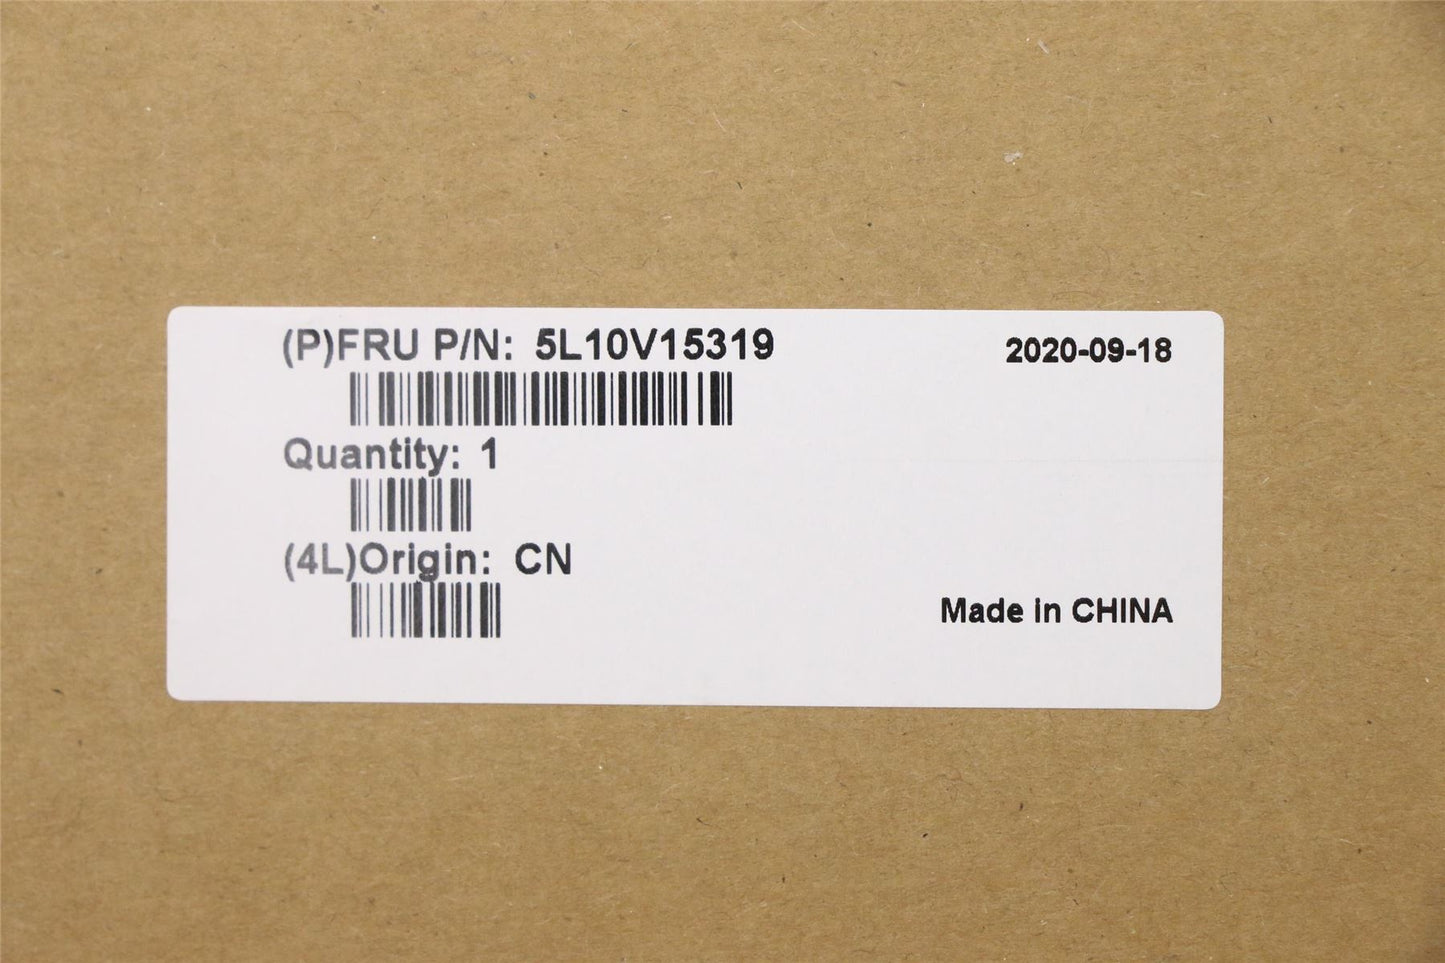 (P)FRU P/N: 5L10V15319
2020-09-18
Quantity: 1
(4L)Origin: CN
Made in CHINA